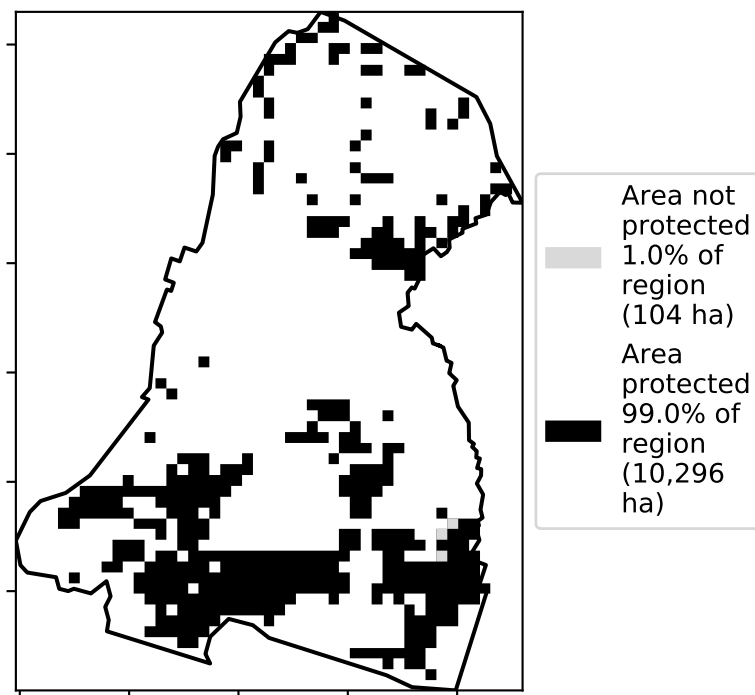 Area not
protected
1.0% of
region
(104 ha)
Area
protected
99.0% of
region
(10,296
ha)